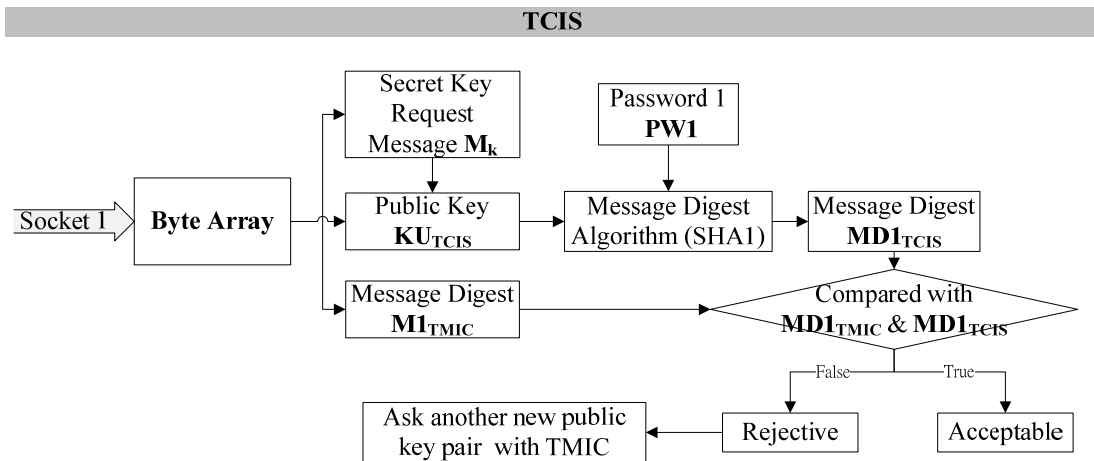 TCIS
Secret Key
Request
Message Mk
Password 1
PW1
Socket 1
Byte Array
Public Key
KUTCIS
Message Digest
Algorithm (SHA1)
Message Digest
MD1TCIS
Message Digest
M1TMIC
Compared with
MD1TMIC & MD1TCIS
False
True
Ask another new public
key pair with TMIC
Rejective
Acceptable